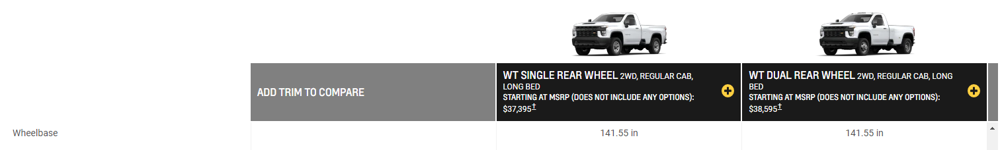 ADD TRIM TO COMPARE
WT SINGLE REAR WHEEL 2WD, REGULAR CAB,
LONG BED
STARTING AT MSRP (DOES NOT INCLUDE ANY OPTIONS):
$37,395†
WT DUAL REAR WHEEL 2WD, REGULAR CAB, LONG
BED
STARTING AT MSRP (DOES NOT INCLUDE ANY OPTIONS):
$38,595†
Wheelbase
141.55 in
141.55 in